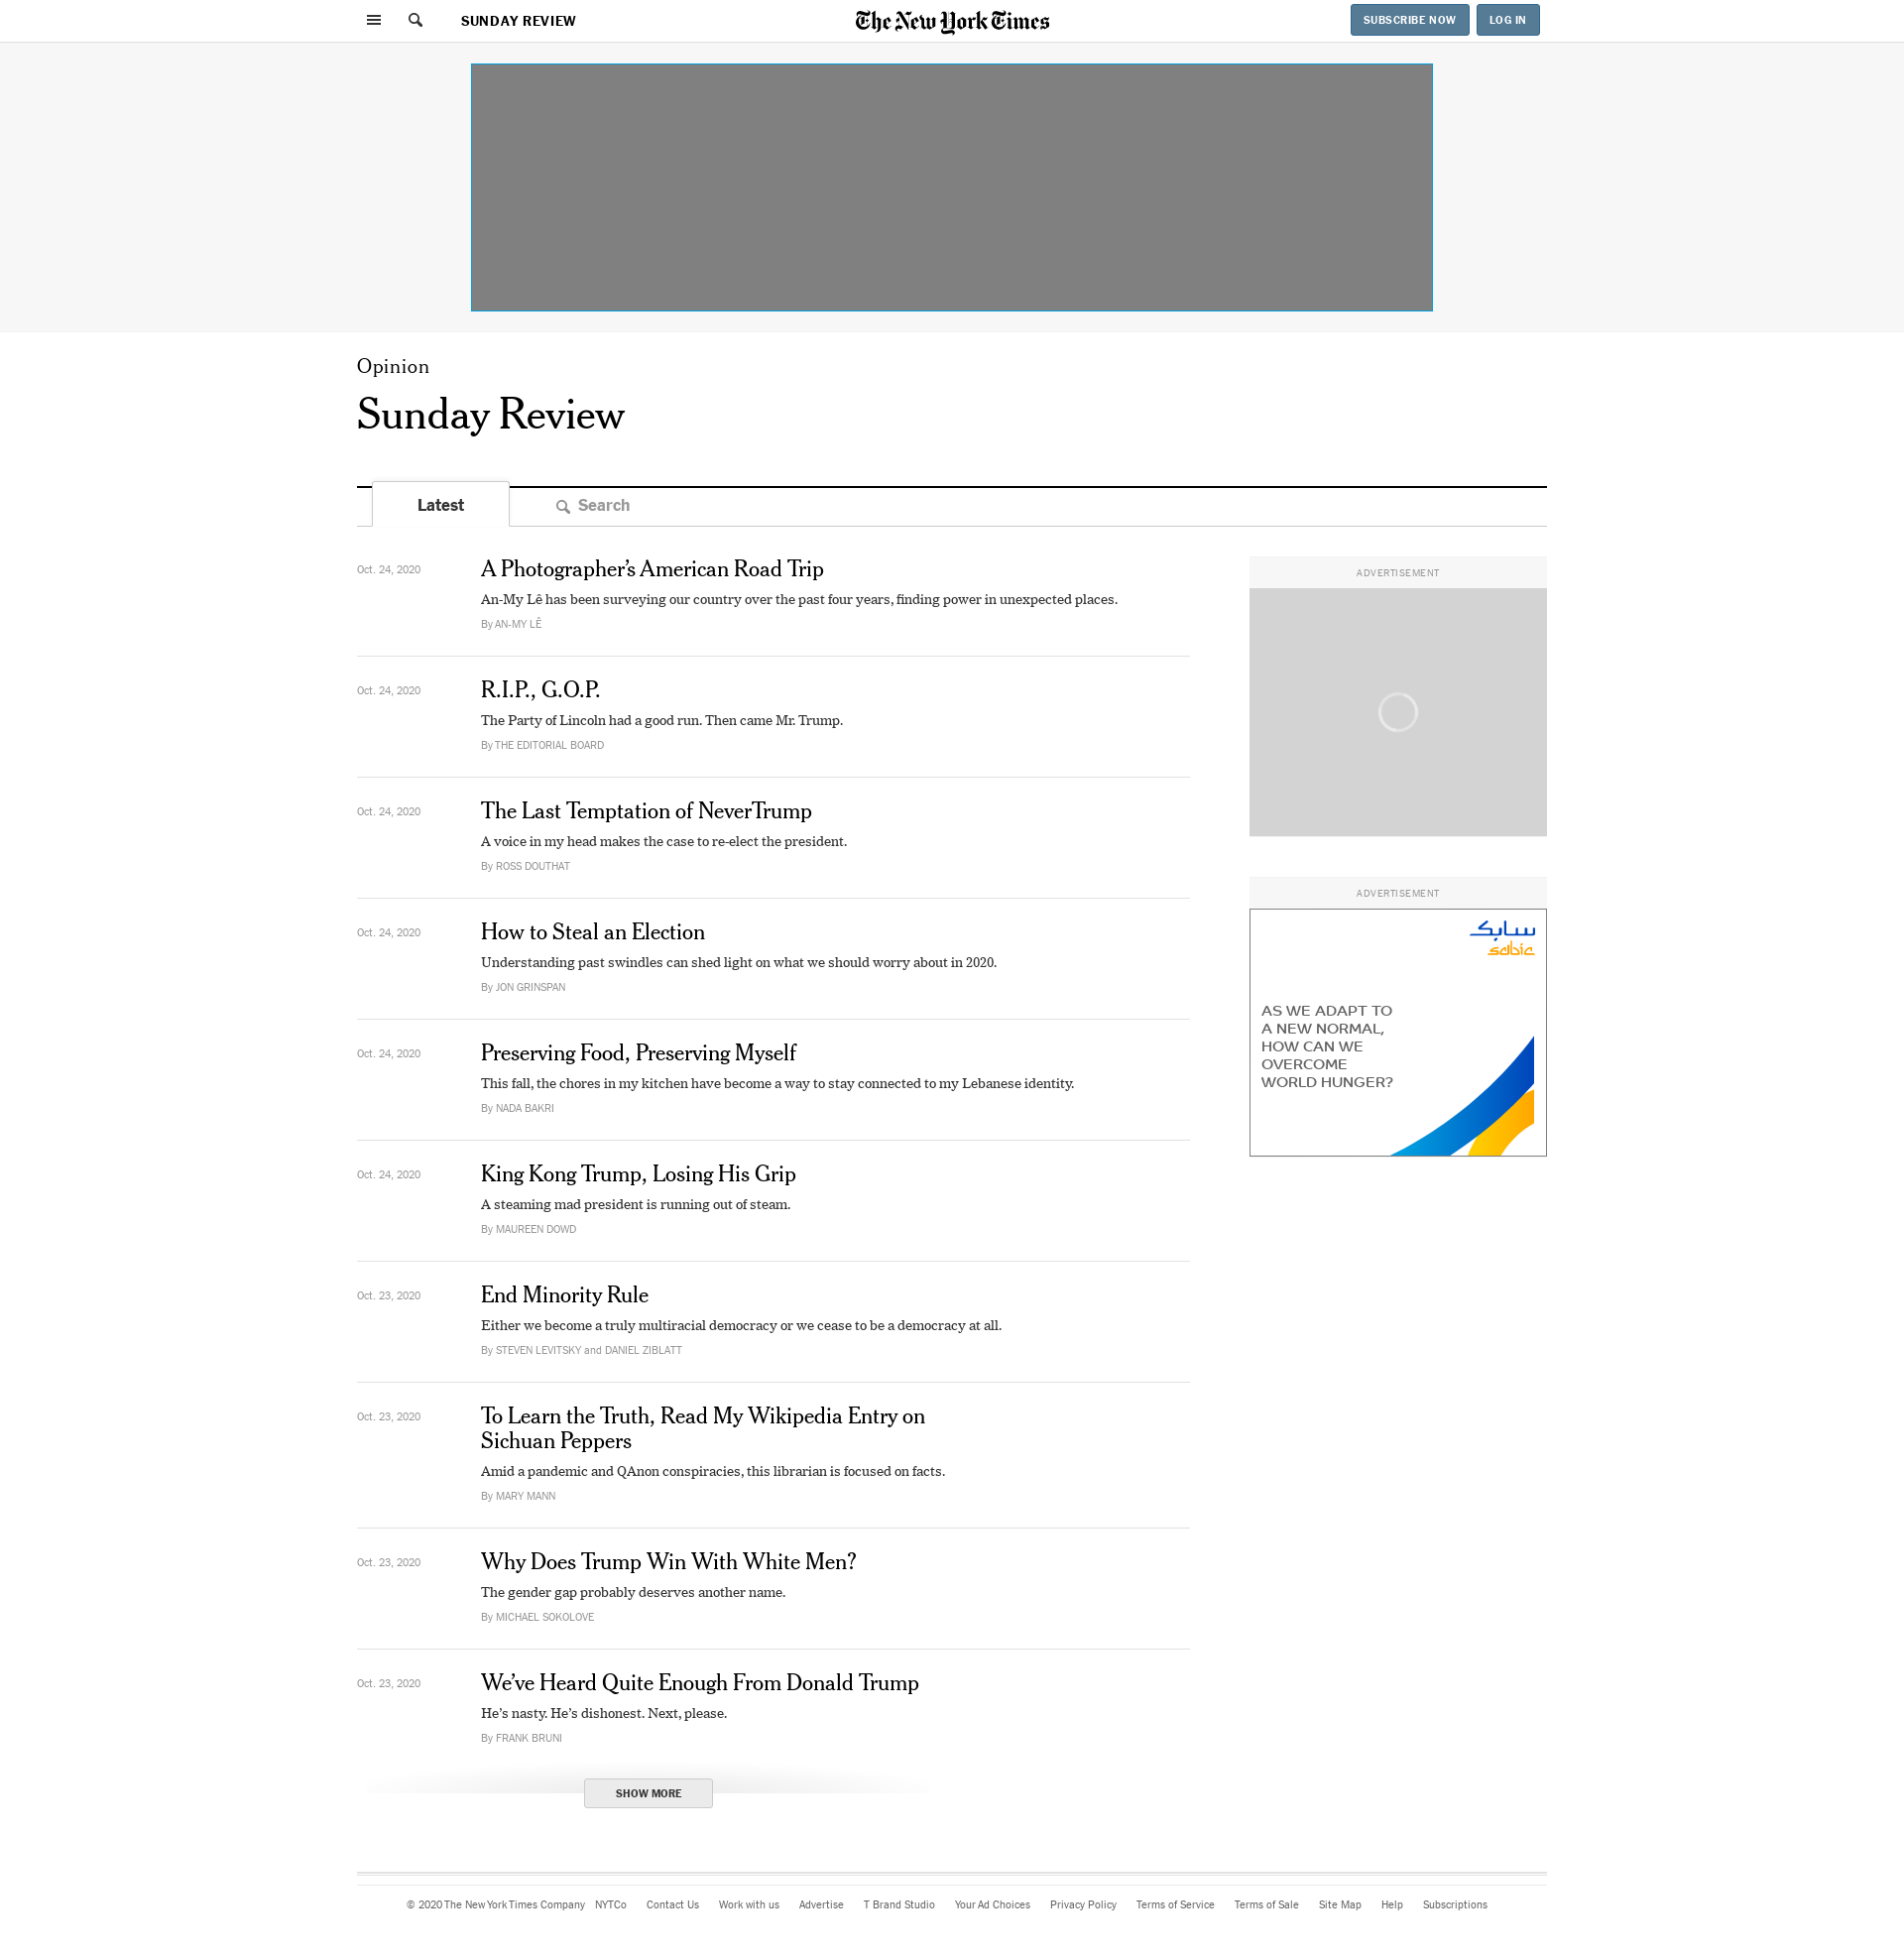 SUNDAY REVIEW
The New York Times
SUBSCRIBE NOW
LOG IN
Opinion
Sunday Review
Latest
Search
Oct. 24, 2020
A Photographer’s American Road Trip
An-My Lê has been surveying our country over the past four years, finding power in unexpected places.
By AN-MY LÊ
Oct. 24, 2020
R.I.P., G.O.P.
The Party of Lincoln had a good run. Then came Mr. Trump.
By THE EDITORIAL BOARD
Oct. 24, 2020
The Last Temptation of NeverTrump
A voice in my head makes the case to re-elect the president.
By ROSS DOUTHAT
Oct. 24, 2020
How to Steal an Election
Understanding past swindles can shed light on what we should worry about in 2020.
By JON GRINSPAN
Oct. 24, 2020
Preserving Food, Preserving Myself
This fall, the chores in my kitchen have become a way to stay connected to my Lebanese identity.
By NADA BAKRI
Oct. 24, 2020
King Kong Trump, Losing His Grip
A steaming mad president is running out of steam.
By MAUREEN DOWD
Oct. 23, 2020
End Minority Rule
Either we become a truly multiracial democracy or we cease to be a democracy at all.
By STEVEN LEVITSKY and DANIEL ZIBLATT
Oct. 23, 2020
To Learn the Truth, Read My Wikipedia Entry on
Sichuan Peppers
Amid a pandemic and QAnon conspiracies, this librarian is focused on facts.
By MARY MANN
Oct. 23, 2020
Why Does Trump Win With White Men?
The gender gap probably deserves another name.
By MICHAEL SOKOLOVE
Oct. 23, 2020
We’ve Heard Quite Enough From Donald Trump
He’s nasty. He’s dishonest. Next, please.
By FRANK BRUNI
SHOW MORE
ADVERTISEMENT
ADVERTISEMENT
سابك
sabic
AS WE ADAPT TO
A NEW NORMAL,
HOW CAN WE
OVERCOME
WORLD HUNGER?
© 2020 The New York Times Company NYTCo Contact Us Work with us Advertise T Brand Studio Your Ad Choices Privacy Policy Terms of Service Terms of Sale Site Map Help Subscriptions